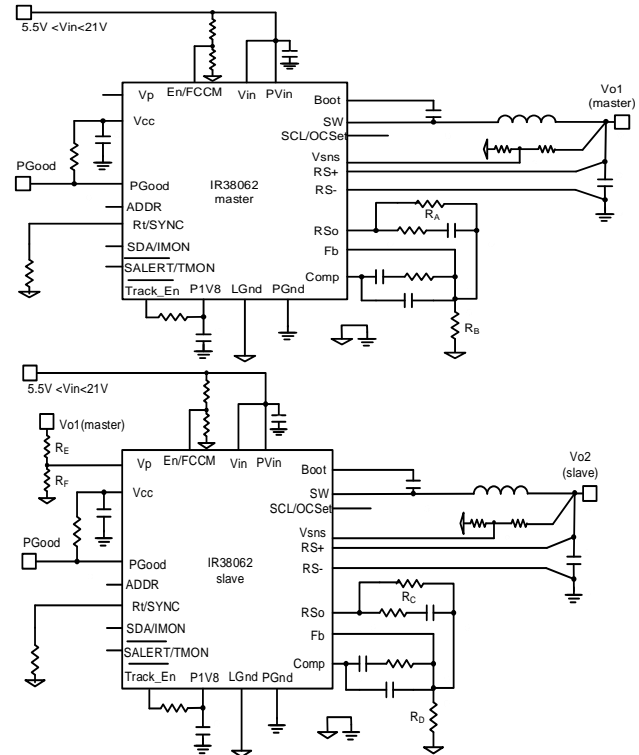 5.5V <Vin<21V
En/FCCM
Vin
PVin
Vp
Vcc
PGood
PGood
ADDR
Rt/SYNC
SDA/IMON
SALERT/TMON
Track_En
P1V8
LGnd
PGnd
IR38062
master
Boot
SW
SCL/OCSet
Vsns
RS+
RS-
RSo
Fb
Comp
RA
RB
Vo1
(master)
5.5V <Vin<21V
Vo1(master)
RE
RF
En/FCCM
Vin
PVin
Vp
Vcc
PGood
PGood
ADDR
Rt/SYNC
SDA/IMON
SALERT/TMON
Track_En
P1V8
LGnd
PGnd
IR38062
slave
Boot
SW
SCL/OCSet
Vsns
RS+
RS-
RSo
Fb
Comp
RC
RD
Vo2
(slave)